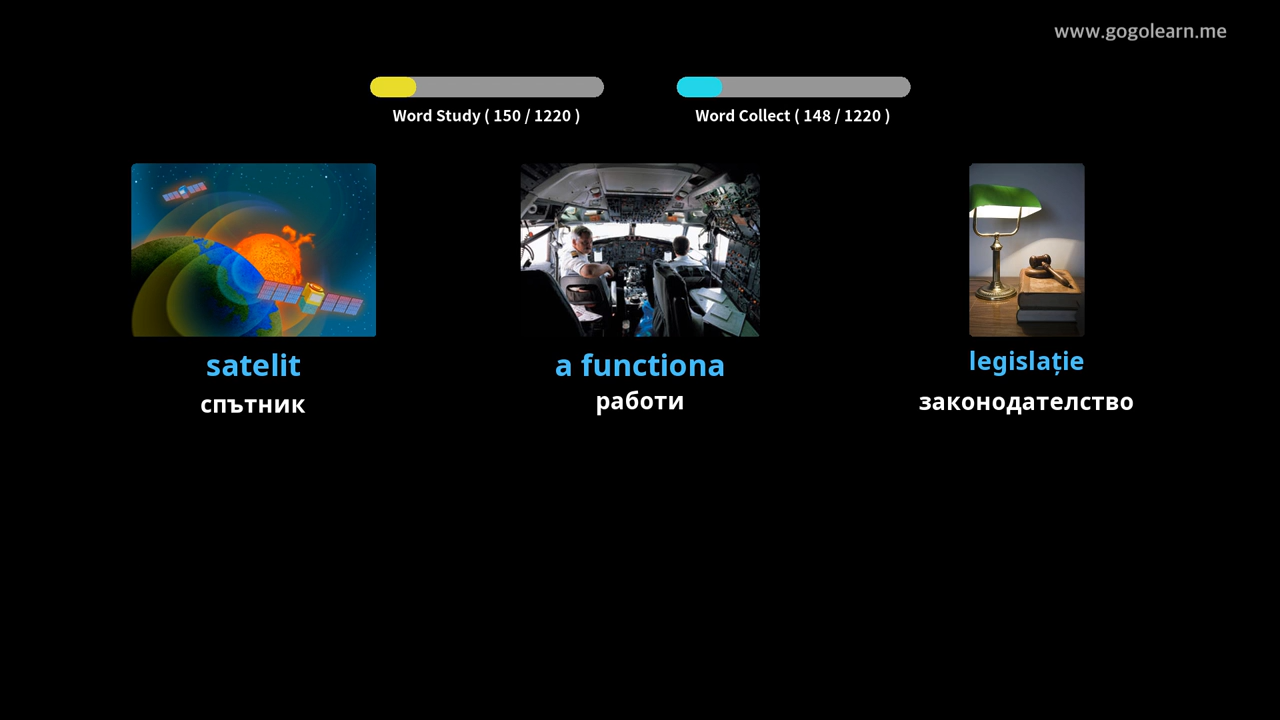 www.gogolearn.me
Word Study ( 150 / 1220 )
Word Collect ( 148 / 1220 )
satelit
a functiona
legislație
спътник
работи
законодателство